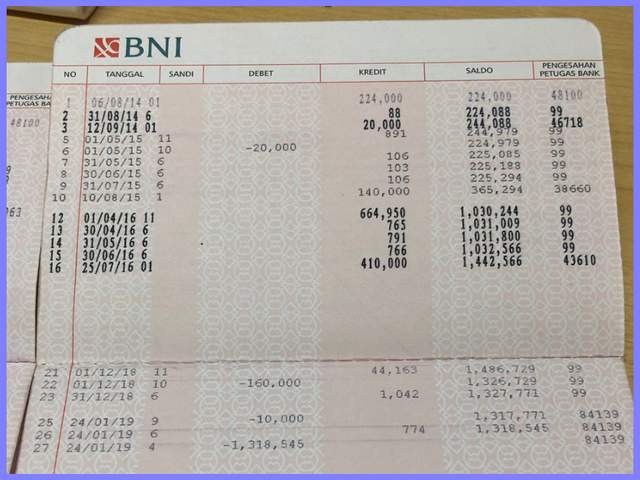 BNI
NO TANGGAL SANDI DEBET KREDIT SALDO PENGESAHAN PETUGAS BANK
1 06/08/14 01 224,000 224,000 48100
2 31/08/14 6 88 224,088 99
3 12/09/14 01 20,000 244,088 46718
5 01/05/15 11 891 244,979 99
6 01/05/15 10 -20,000 224,979 99
7 31/05/15 6 106 225,085 99
8 30/06/15 6 103 225,188 99
9 31/07/15 6 106 225,294 99
10 10/08/15 1 140,000 365,294 38660
12 01/04/16 11 664,950 1,030,244 99
13 30/04/16 6 765 1,031,009 99
14 31/05/16 6 791 1,031,800 99
15 30/06/16 6 766 1,032,566 99
16 25/07/16 01 410,000 1,442,566 43610
21 01/12/18 11 44,163 1,486,729 99
22 01/12/18 10 -160,000 1,326,729 99
23 31/12/18 6 1,042 1,327,771 99
25 24/01/19 9 -10,000 1,317,771 84139
26 24/01/19 6 774 1,318,545 84139
27 24/01/19 4 -1,318,545 84139
PENGESAHAN
PETUGAS BANK
48100